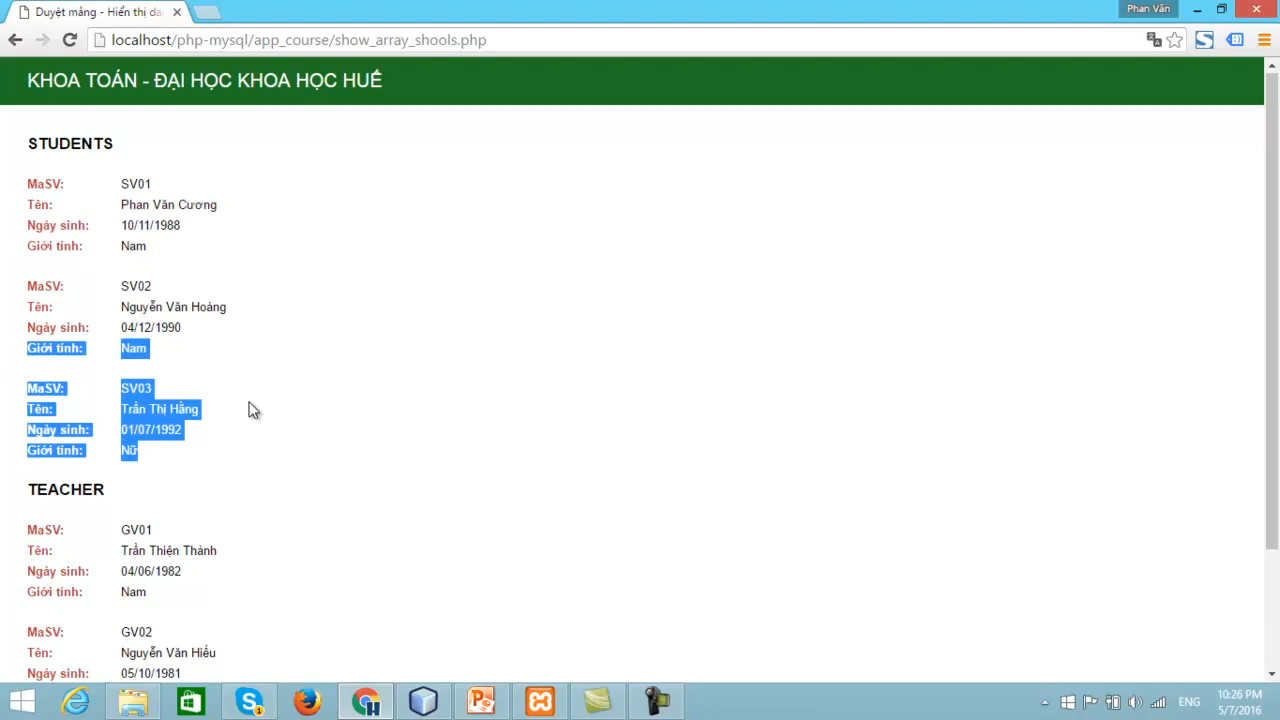 Duyệt mảng - Hiển thị da
Phan Văn
localhost/php-mysql/app_course/show_array_shools.php
KHOA TOÁN - ĐẠI HỌC KHOA HỌC HUẾ
STUDENTS
MaSV: SV01
Tên: Phan Văn Cương
Ngày sinh: 10/11/1988
Giới tính: Nam
MaSV: SV02
Tên: Nguyễn Văn Hoàng
Ngày sinh: 04/12/1990
Giới tính: Nam
MaSV: SV03
Tên: Trần Thị Hằng
Ngày sinh: 01/07/1992
Giới tính: Nữ
TEACHER
MaSV: GV01
Tên: Trần Thiện Thành
Ngày sinh: 04/06/1982
Giới tính: Nam
MaSV: GV02
Tên: Nguyễn Văn Hiếu
Ngày sinh: 05/10/1981
ENG
10:26 PM
5/7/2016